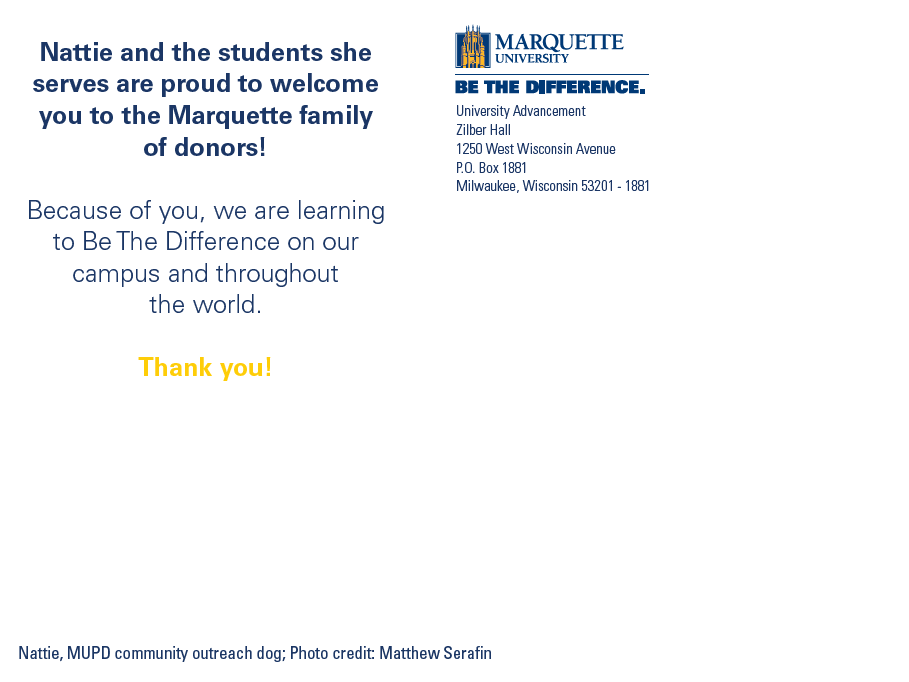 Nattie and the students she
serves are proud to welcome
you to the Marquette family
of donors!
Because of you, we are learning
to Be The Difference on our
campus and throughout
the world.
Thank you!
MARQUETTE
UNIVERSITY
BE THE DIFFERENCE.
University Advancement
Zilber Hall
1250 West Wisconsin Avenue
P.O. Box 1881
Milwaukee, Wisconsin 53201 - 1881
Nattie, MUPD community outreach dog; Photo credit: Matthew Serafin